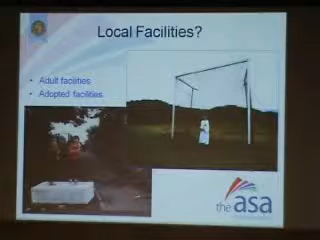 Local Facilities?
• Adult facilities
• Adopted facilities.
the asa